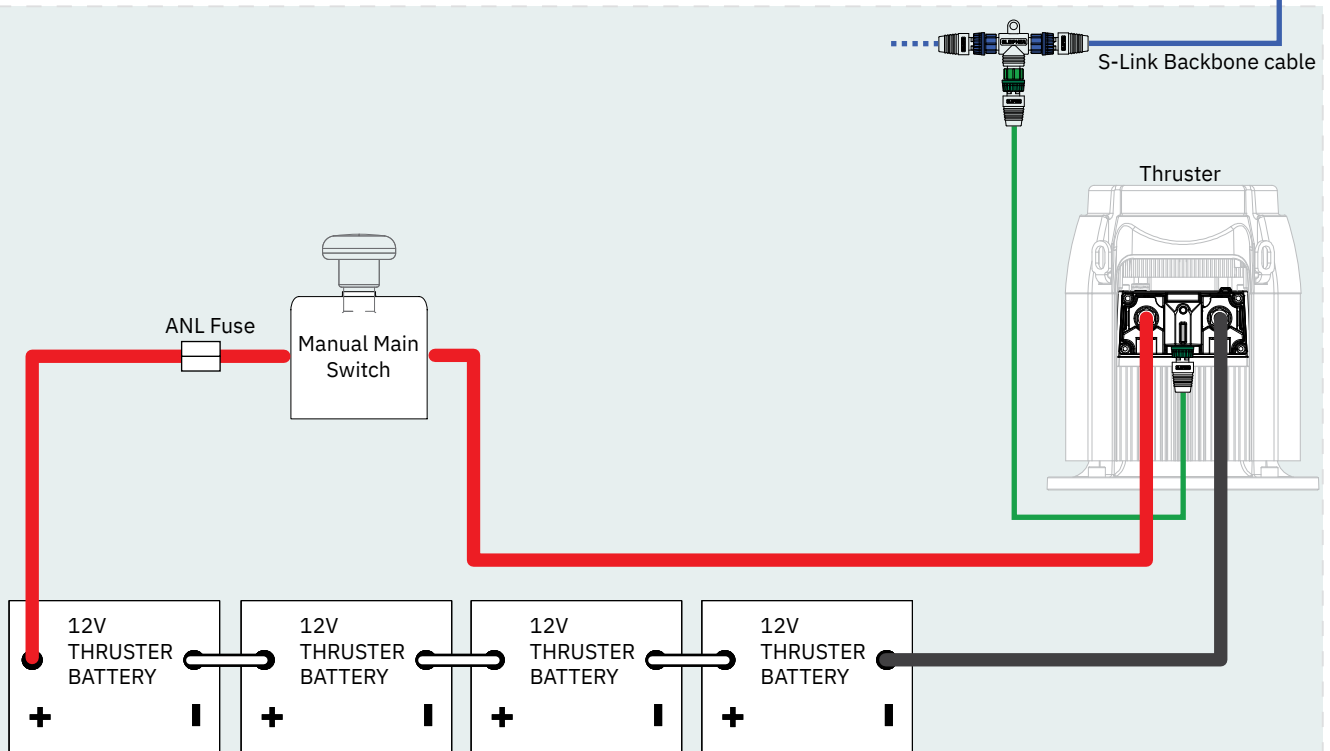 S-Link Backbone cable
Thruster
ANL Fuse
Manual Main
Switch
12V
THRUSTER
BATTERY
+ -
12V
THRUSTER
BATTERY
+ -
12V
THRUSTER
BATTERY
+ -
12V
THRUSTER
BATTERY
+ -